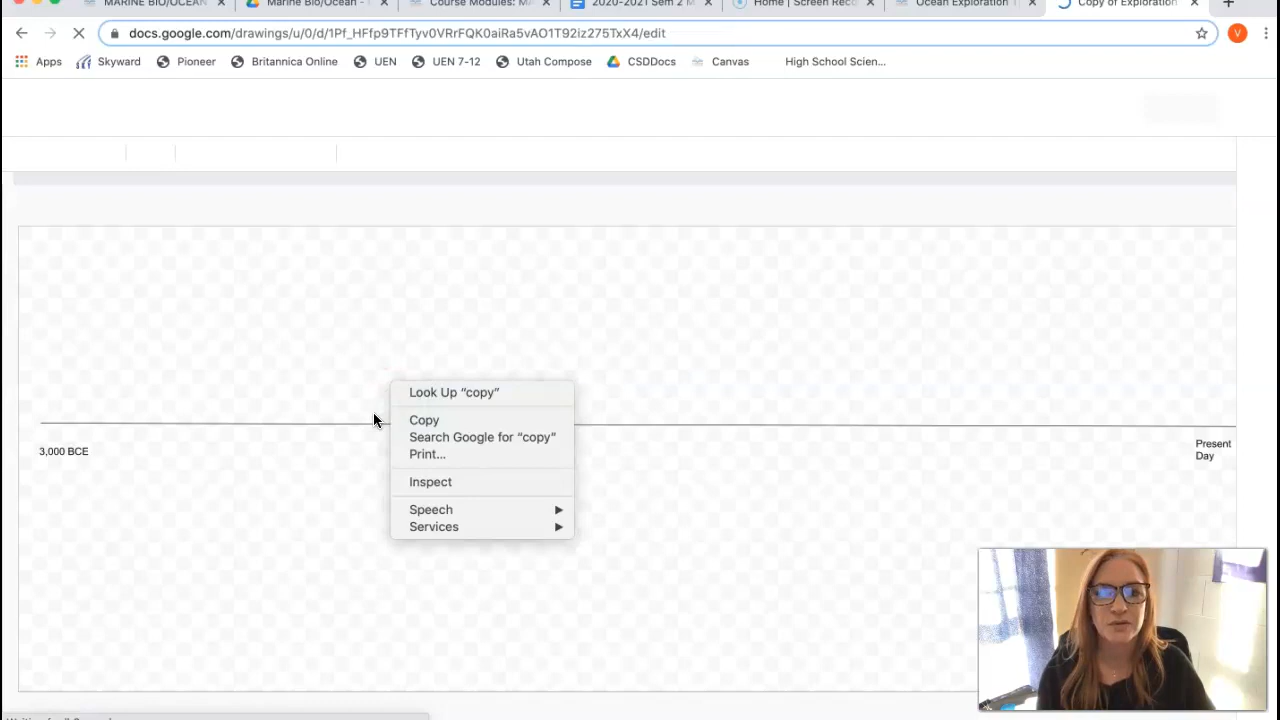 MARINE BIO/OCEAN
Marine Bio/Ocean -
Course Modules: MA
2020-2021 Sem 2 M
Home | Screen Reco
Ocean Exploration
Copy of Exploration
docs.google.com/drawings/u/0/d/1Pf_HFfp9TFfTyv0VRrFQK0aiRa5vAO1T92iz275TxX4/edit
V
Apps
Skyward
Pioneer
Britannica Online
UEN
UEN 7-12
Utah Compose
CSDDocs
Canvas
High School Scien...
Look Up “copy”
Copy
Search Google for “copy”
Print...
Inspect
Speech
Services
3,000 BCE
Present
Day